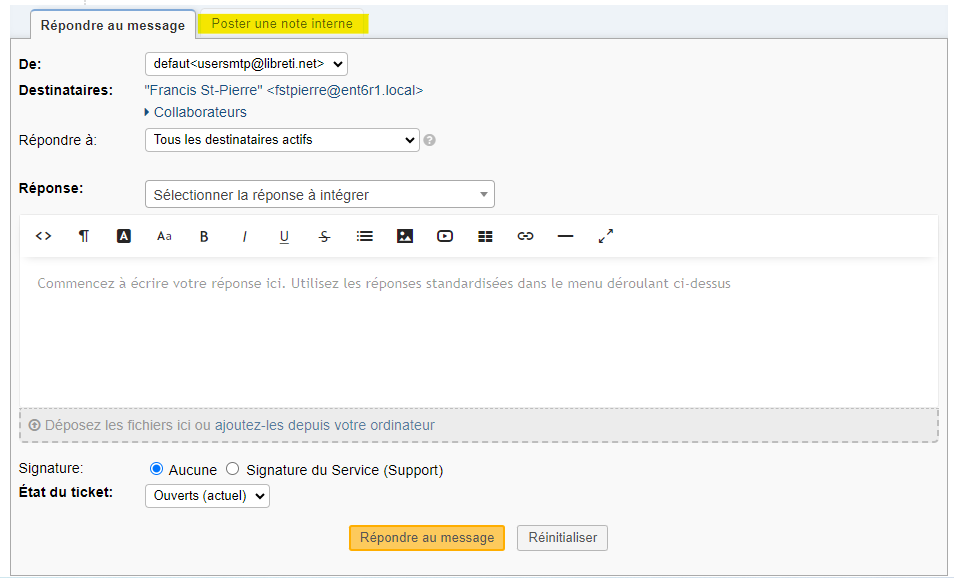 Répondre au message Poster une note interne
De: defaut<usersmtp@libreti.net>
Destinataires: "Francis St-Pierre" <fstpierre@ent6r1.local>
Collaborateurs
Répondre à: Tous les destinataires actifs
Réponse: Sélectionner la réponse à intégrer
<> ¶ A Aa B I U S
Commencez à écrire votre réponse ici. Utilisez les réponses standardisées dans le menu déroulant ci-dessus
Déposez les fichiers ici ou ajoutez-les depuis votre ordinateur
Signature: Aucune Signature du Service (Support)
État du ticket: Ouverts (actuel)
Répondre au message Réinitialiser